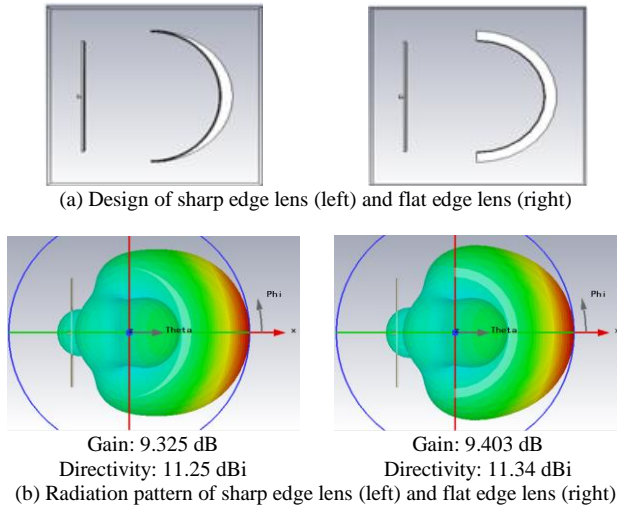 (a) Design of sharp edge lens (left) and flat edge lens (right)
Phi
Theta
x
Phi
Theta
x
Gain: 9.325 dB
Directivity: 11.25 dBi
Gain: 9.403 dB
Directivity: 11.34 dBi
(b) Radiation pattern of sharp edge lens (left) and flat edge lens (right)